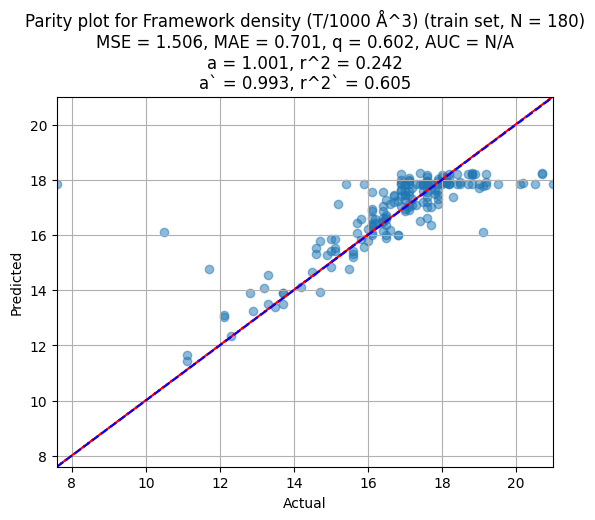 Parity plot for Framework density (T/1000 Å^3) (train set, N = 180)
MSE = 1.506, MAE = 0.701, q = 0.602, AUC = N/A
a = 1.001, r^2 = 0.242
a` = 0.993, r^2` = 0.605
20
18
16
14
12
10
8
Predicted
8 10 12 14 16 18 20
Actual